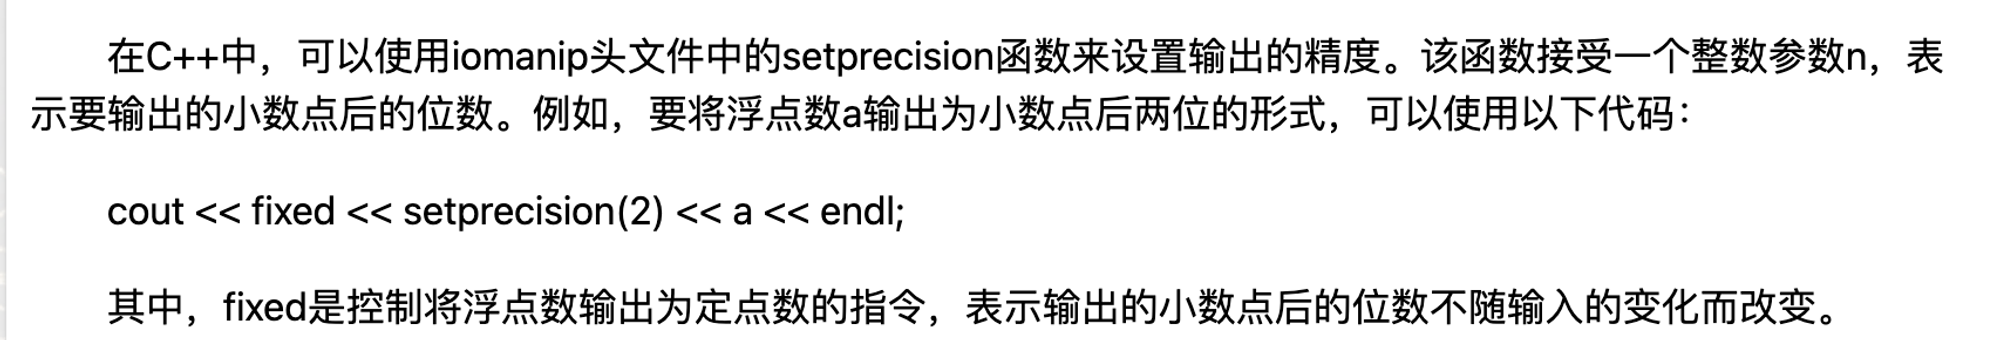 在C++中，可以使用iomanip头文件中的setprecision函数来设置输出的精度。该函数接受一个整数参数n，表
示要输出的小数点后的位数。例如，要将浮点数a输出为小数点后两位的形式，可以使用以下代码：
cout << fixed << setprecision(2) << a << endl;
其中，fixed是控制将浮点数输出为定点数的指令，表示输出的小数点后的位数不随输入的变化而改变。